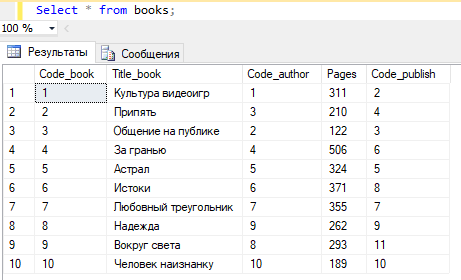 Select * from books;
100 %
Результаты Сообщения
Code_book Title_book Code_author Pages Code_publish
1 1 Культура видеоигр 1 311 2
2 2 Припять 3 210 4
3 3 Общение на публике 2 122 3
4 4 За гранью 4 506 6
5 5 Астрал 5 324 5
6 6 Истоки 6 371 8
7 7 Любовный треугольник 7 355 7
8 8 Надежда 9 262 9
9 9 Вокруг света 8 293 11
10 10 Человек наизнанку 10 189 10